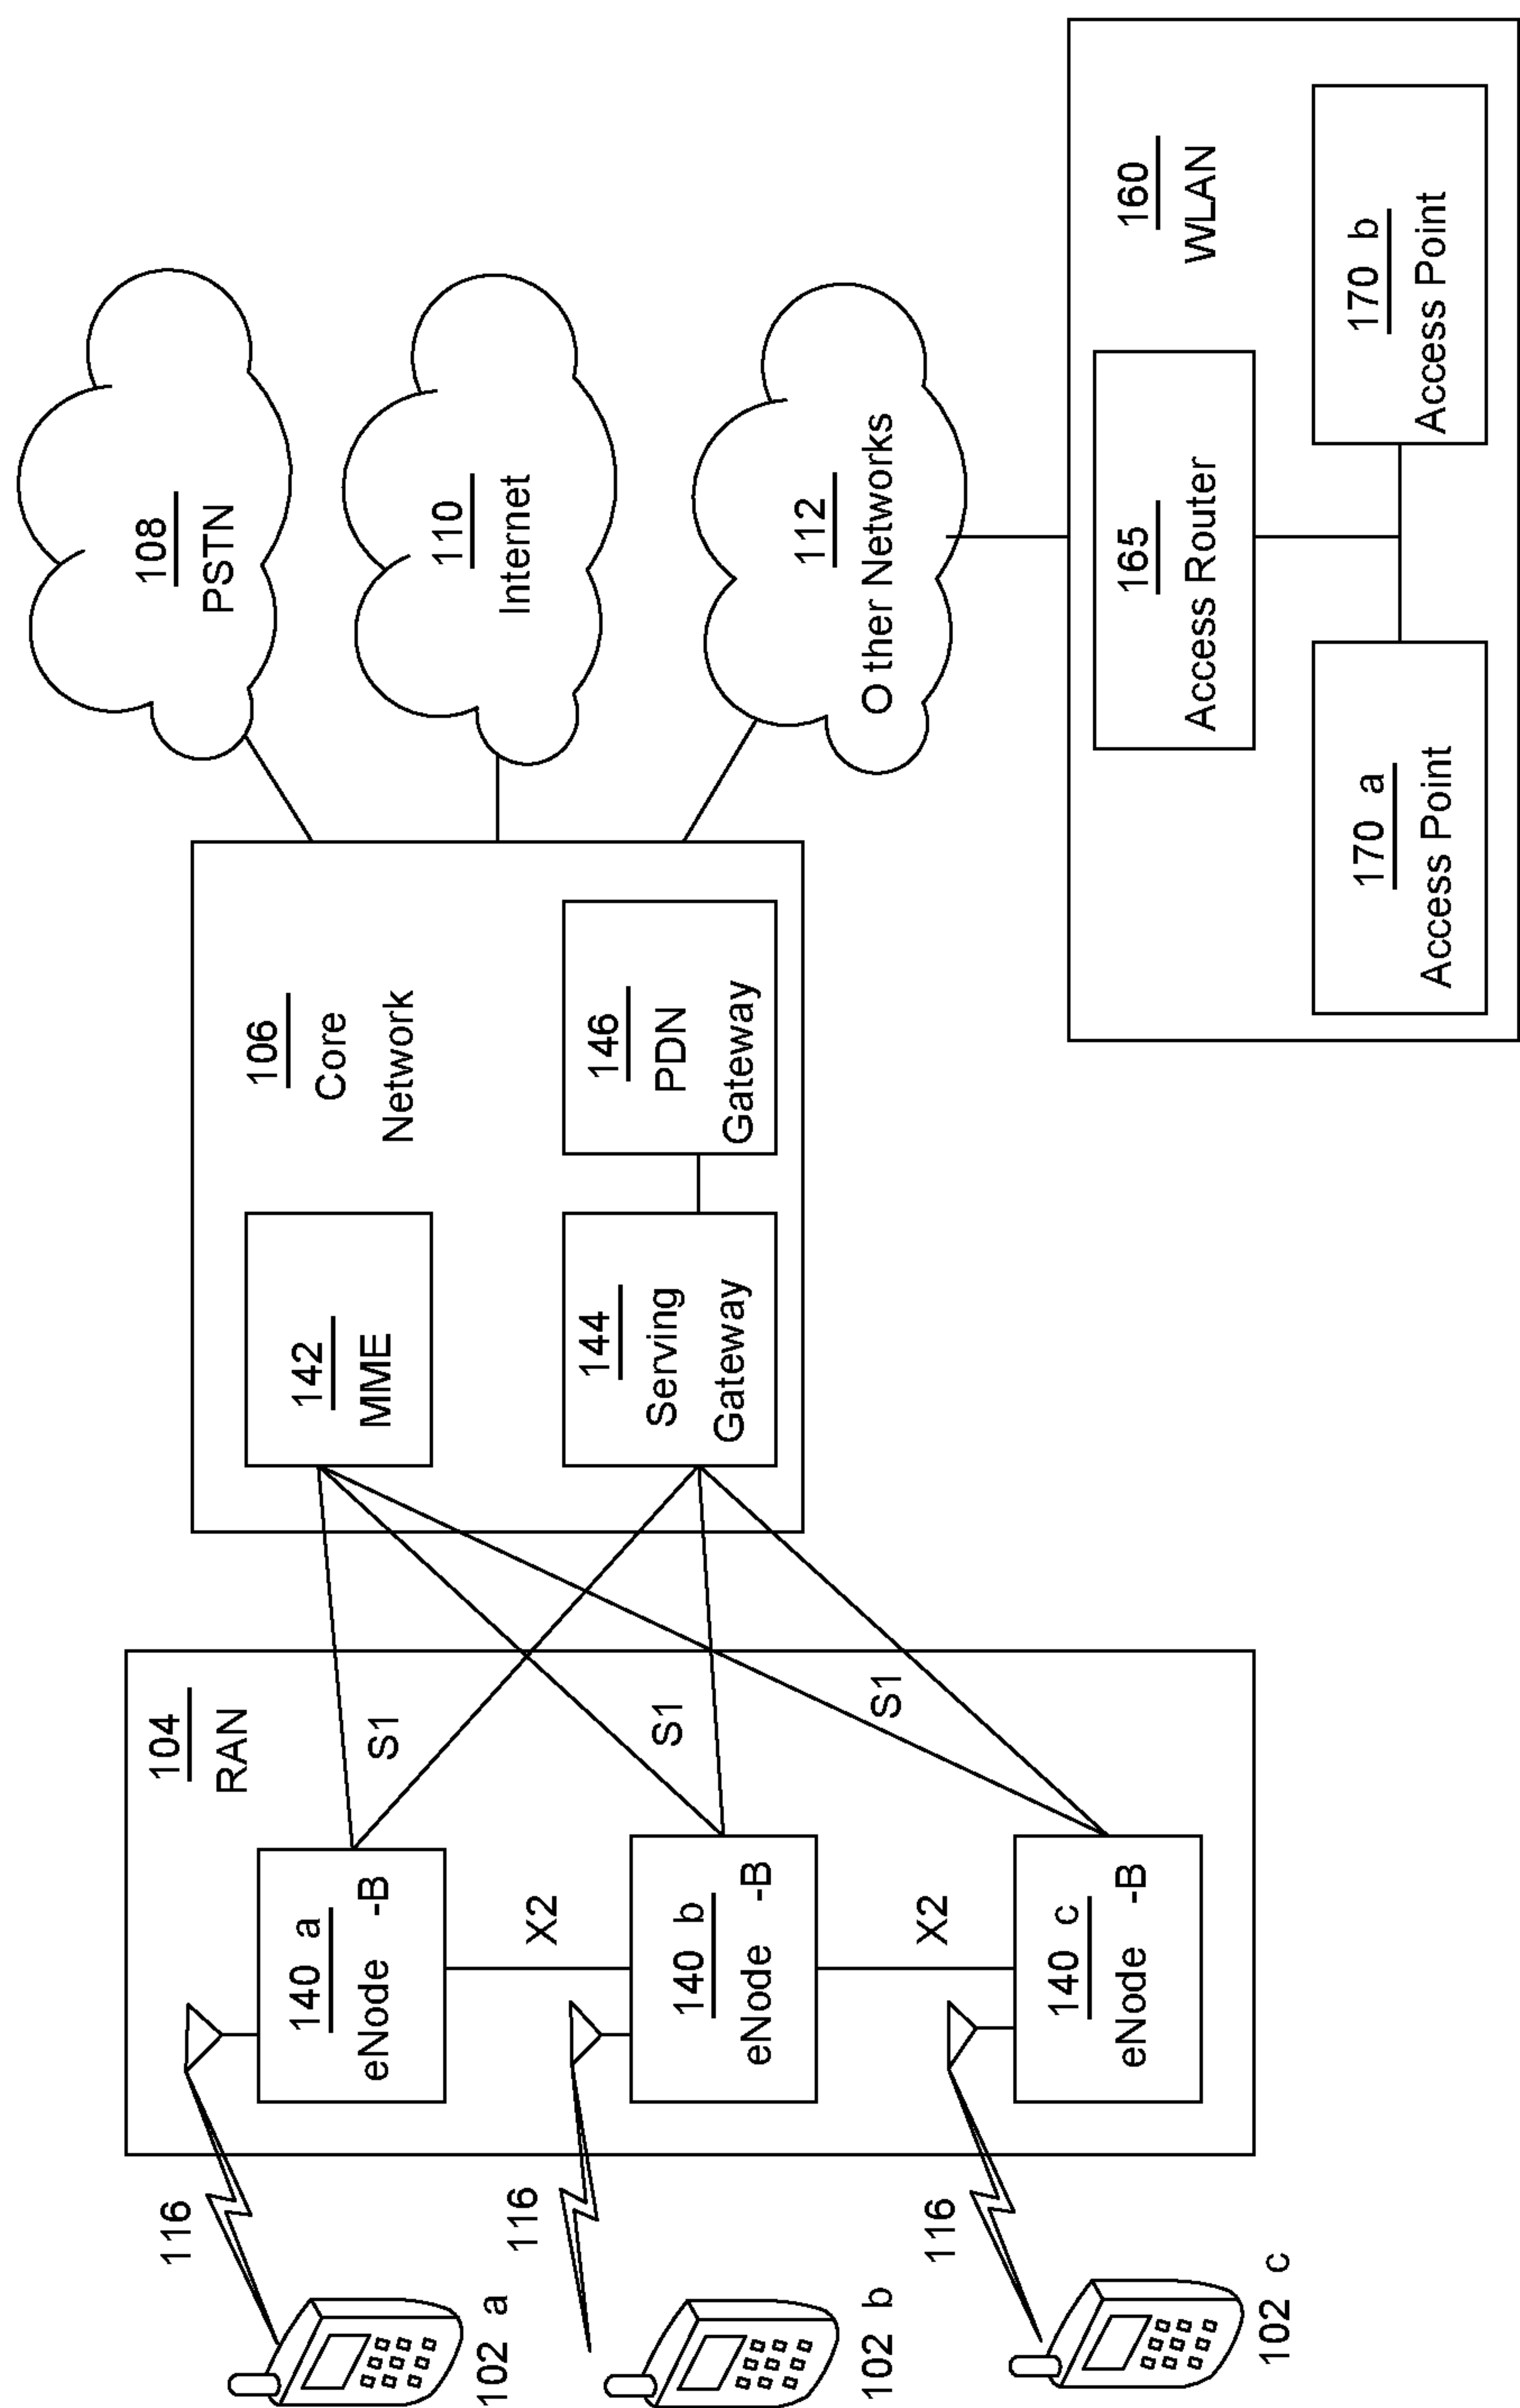 102 a
102 b
102 c
116
116
116
104
RAN
140 a
eNode -B
140 b
eNode -B
140 c
eNode -B
X2
X2
S1
S1
S1
106
Core
Network
142
MME
144
Serving
Gateway
146
PDN
Gateway
108
PSTN
110
Internet
112
O ther Networks
160
WLAN
165
Access Router
170 a
Access Point
170 b
Access Point